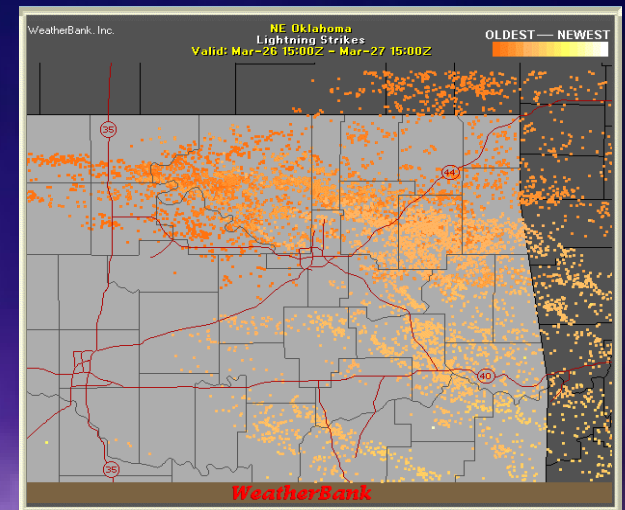 WeatherBank. Inc.
NE Oklahoma
Lightning Strikes
Valid: Mar-26 15:00Z - Mar-27 15:00Z
OLDEST — NEWEST
35
44
40
35
WeatherBank